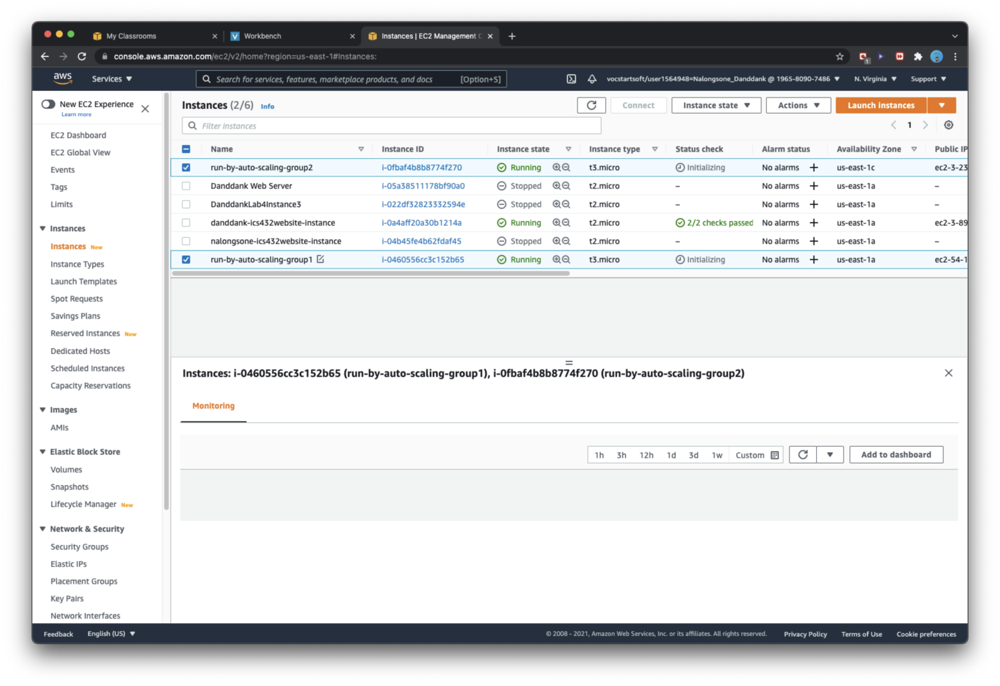 My Classrooms
Workbench
Instances | EC2 Management C
console.aws.amazon.com/ec2/v2/home?region=us-east-1#Instances:
1
aws
Services
Search for services, features, marketplace products, and docs [Option+S]
vocstartsoft/user1564948=Nalongsone_Danddank @ 1965-8090-7486
N. Virginia
Support
New EC2 Experience
Learn more
EC2 Dashboard
EC2 Global View
Events
Tags
Limits
Instances
Instances New
Instance Types
Launch Templates
Spot Requests
Savings Plans
Reserved Instances New
Dedicated Hosts
Scheduled Instances
Capacity Reservations
Images
AMIs
Elastic Block Store
Volumes
Snapshots
Lifecycle Manager New
Network & Security
Security Groups
Elastic IPs
Placement Groups
Key Pairs
Network Interfaces
Instances (2/6) Info
Connect
Instance state
Actions
Launch instances
Filter instances
1
Name Instance ID Instance state Instance type Status check Alarm status Availability Zone Public IP
run-by-auto-scaling-group2 i-0fbaf4b8b8774f270 Running t3.micro Initializing No alarms + us-east-1c ec2-3-23
Danddank Web Server i-05a38511178bf90a0 Stopped t2.micro – No alarms + us-east-1a –
DanddankLab4Instance3 i-022df32823332594e Stopped t2.micro – No alarms + us-east-1a –
danddank-ics432website-instance i-0a4aff20a30b1214a Running t2.micro 2/2 checks passed No alarms + us-east-1a ec2-3-89
nalongsone-ics432website-instance i-04b45fe4b62fdaf45 Stopped t2.micro – No alarms + us-east-1a –
run-by-auto-scaling-group1 i-0460556cc3c152b65 Running t3.micro Initializing No alarms + us-east-1a ec2-54-1
Instances: i-0460556cc3c152b65 (run-by-auto-scaling-group1), i-0fbaf4b8b8774f270 (run-by-auto-scaling-group2)
Monitoring
1h 3h 12h 1d 3d 1w Custom
Add to dashboard
Feedback
English (US)
© 2008 - 2021, Amazon Web Services, Inc. or its affiliates. All rights reserved.
Privacy Policy
Terms of Use
Cookie preferences